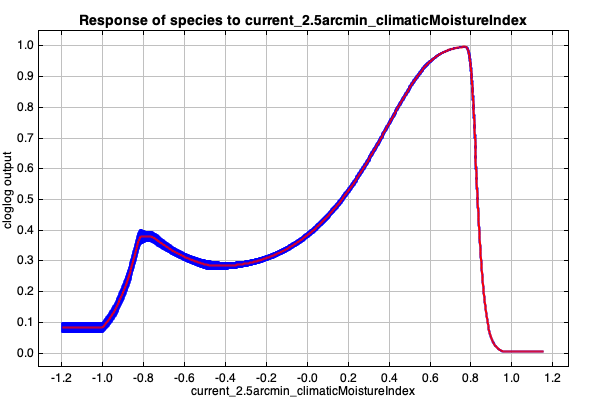 Response of species to current_2.5arcmin_climaticMoistureIndex
1.0
0.9
0.8
0.7
0.6
0.5
0.4
0.3
0.2
0.1
0.0
cloglog output
-1.2 -1.0 -0.8 -0.6 -0.4 -0.2 -0.0 0.2 0.4 0.6 0.8 1.0 1.2
current_2.5arcmin_climaticMoistureIndex